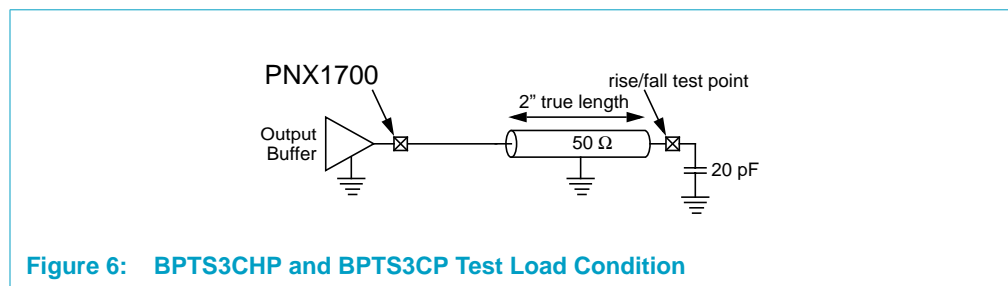 PNX1700
rise/fall test point
2” true length
Output
Buffer
50 Ω
20 pF
Figure 6: BPTS3CHP and BPTS3CP Test Load Condition